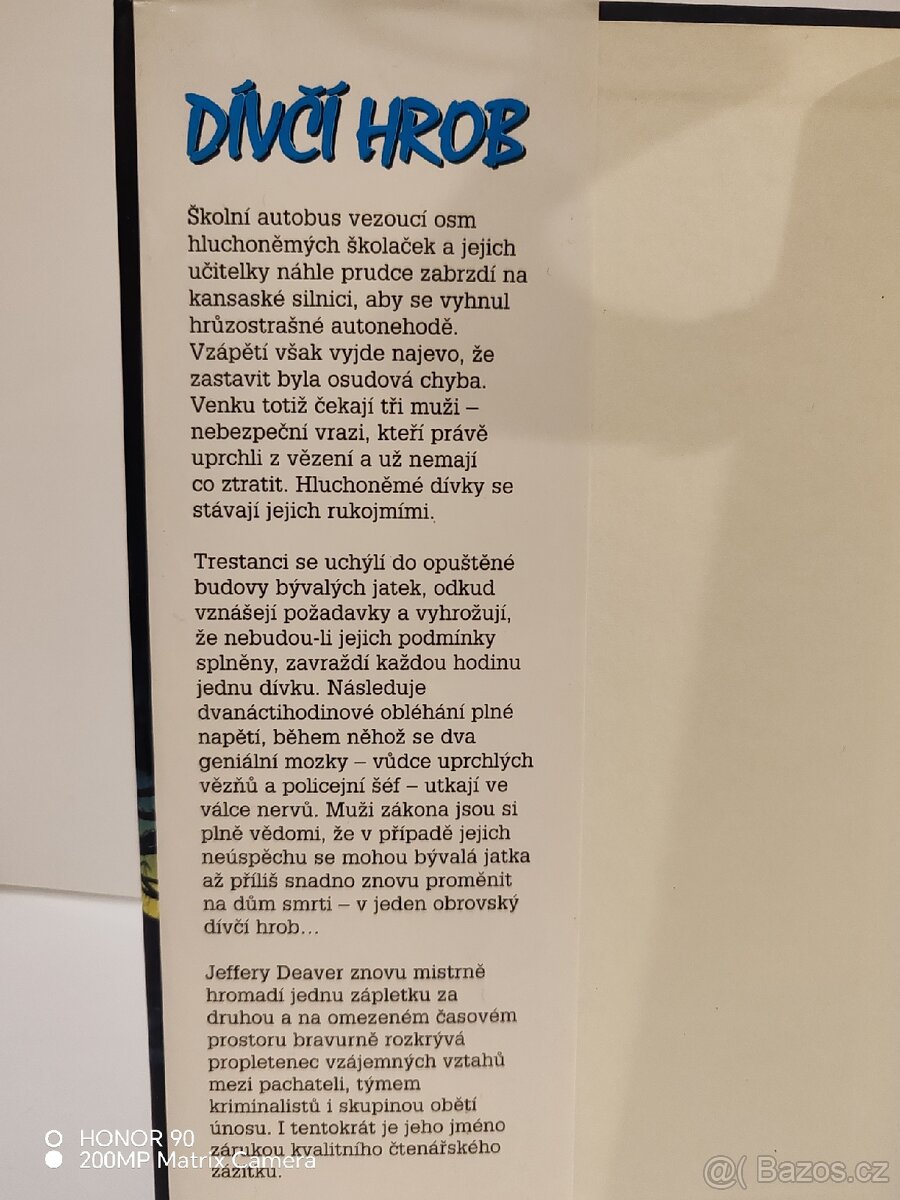 DÍVČÍ HROB
Školní autobus vezoucí osm
hluchoněmých školaček a jejich
učitelky náhle prudce zabrzdí na
kansaské silnici, aby se vyhnul
hrůzostrašné autonehodě.
Vzápětí však vyjde najevo, že
zastavit byla osudová chyba.
Venku totiž čekají tři muži –
nebezpeční vrazi, kteří právě
uprchli z vězení a už nemají
co ztratit. Hluchoněmé dívky se
stávají jejich rukojmími.
Trestanci se uchýlí do opuštěné
budovy bývalých jatek, odkud
vznášejí požadavky a vyhrožují,
že nebudou-li jejich podmínky
splněny, zavraždí každou hodinu
jednu dívku. Následuje
dvanáctihodinové obléhání plné
napětí, během něhož se dva
geniální mozky – vůdce uprchlých
vězňů a policejní šéf – utkají ve
válce nervů. Muži zákona jsou si
plně vědomi, že v případě jejich
neúspěchu se mohou bývalá jatka
až příliš snadno znovu proměnit
na dům smrti – v jeden obrovský
dívčí hrob...
Jeffery Deaver znovu mistrně
hromadí jednu zápletku za
druhou a na omezeném časovém
prostoru bravurně rozkrývá
propletenec vzájemných vztahů
mezi pachateli, týmem
kriminalistů i skupinou obětí
únosu. I tentokrát je jeho jméno
zárukou kvalitního čtenářského
zážitku.
HONOR 90
200MP Matrix Camera
@( Bazos.cz